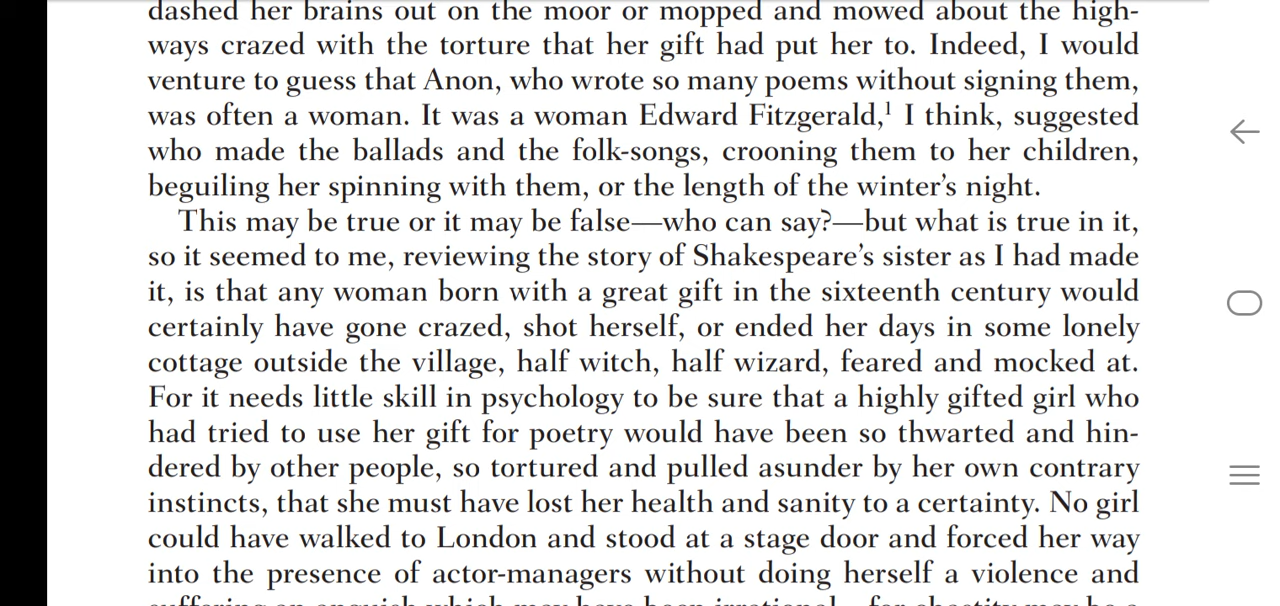 dashed her brains out on the moor or mopped and mowed about the high-
ways crazed with the torture that her gift had put her to. Indeed, I would
venture to guess that Anon, who wrote so many poems without signing them,
was often a woman. It was a woman Edward Fitzgerald,¹ I think, suggested
who made the ballads and the folk-songs, crooning them to her children,
beguiling her spinning with them, or the length of the winter’s night.
This may be true or it may be false—who can say?—but what is true in it,
so it seemed to me, reviewing the story of Shakespeare’s sister as I had made
it, is that any woman born with a great gift in the sixteenth century would
certainly have gone crazed, shot herself, or ended her days in some lonely
cottage outside the village, half witch, half wizard, feared and mocked at.
For it needs little skill in psychology to be sure that a highly gifted girl who
had tried to use her gift for poetry would have been so thwarted and hin-
dered by other people, so tortured and pulled asunder by her own contrary
instincts, that she must have lost her health and sanity to a certainty. No girl
could have walked to London and stood at a stage door and forced her way
into the presence of actor-managers without doing herself a violence and